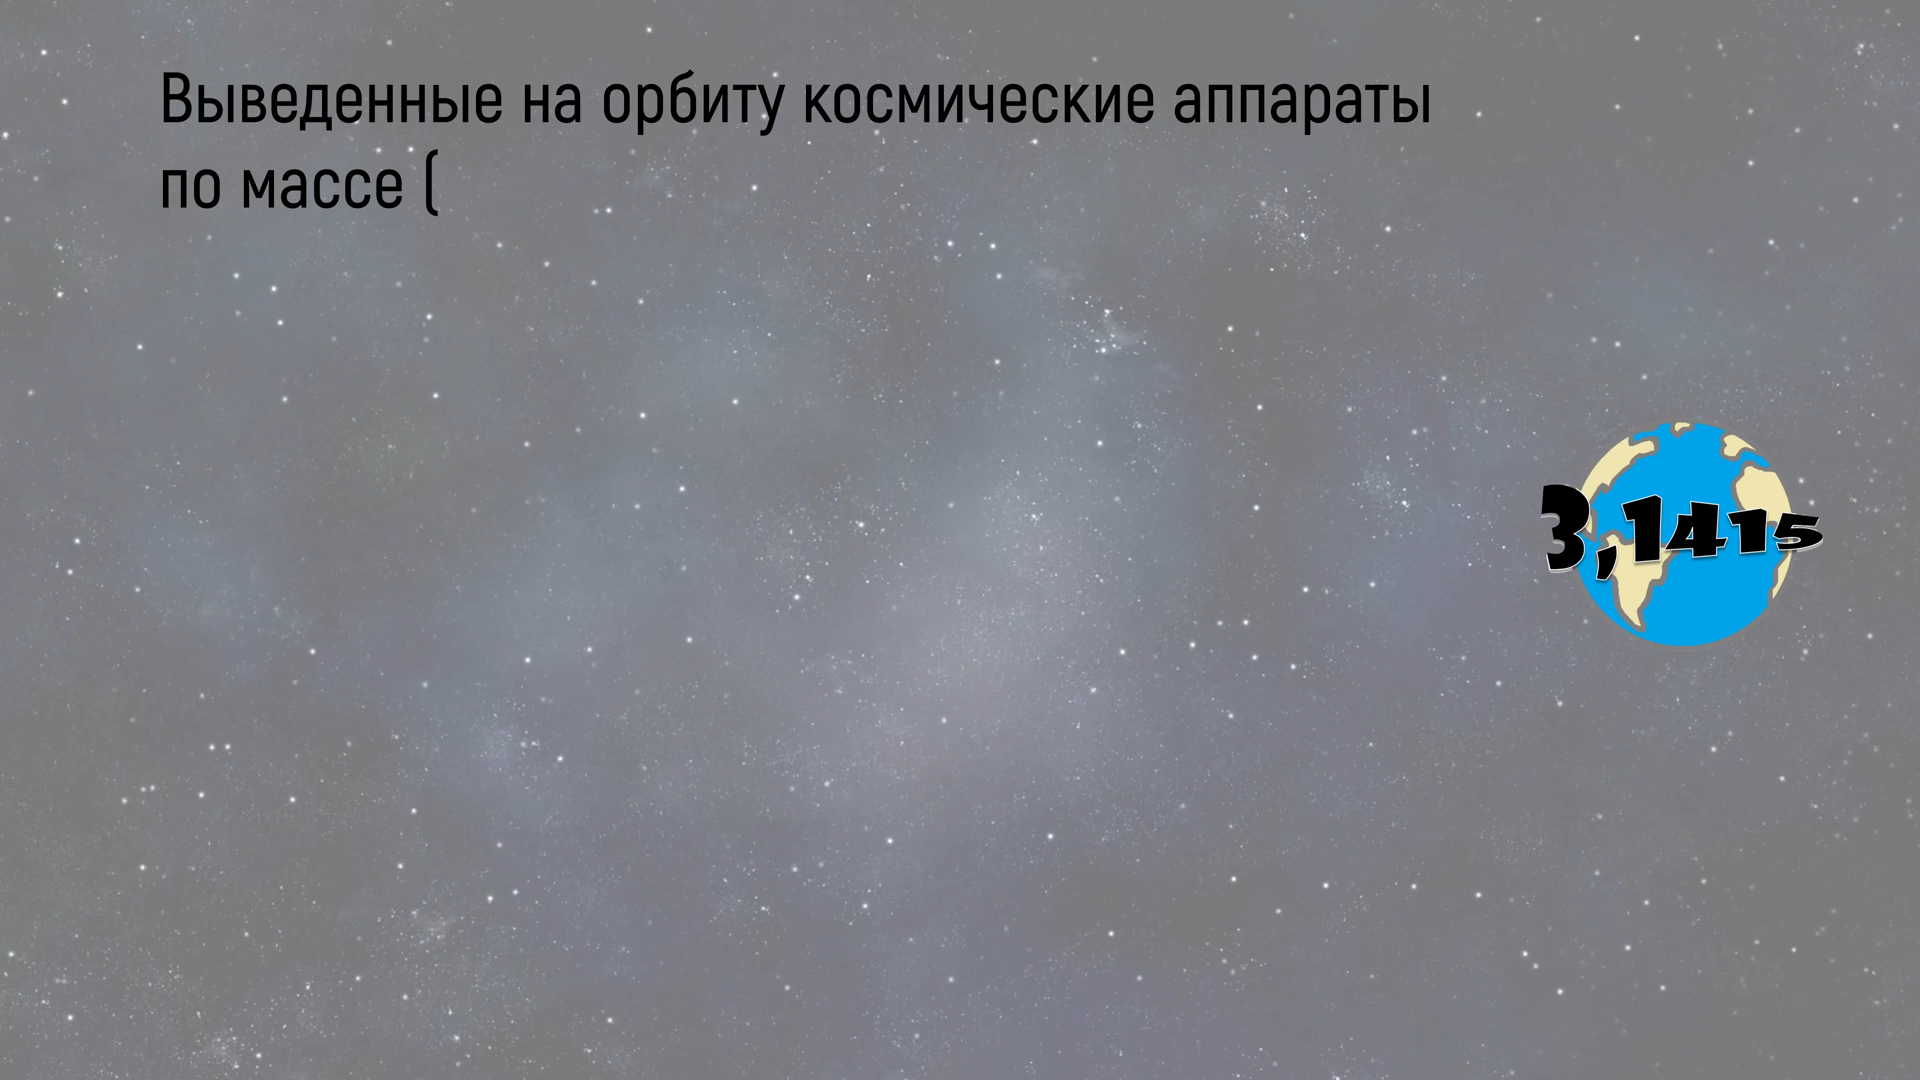 Выведенные на орбиту космические аппараты
по массе (
3,1415